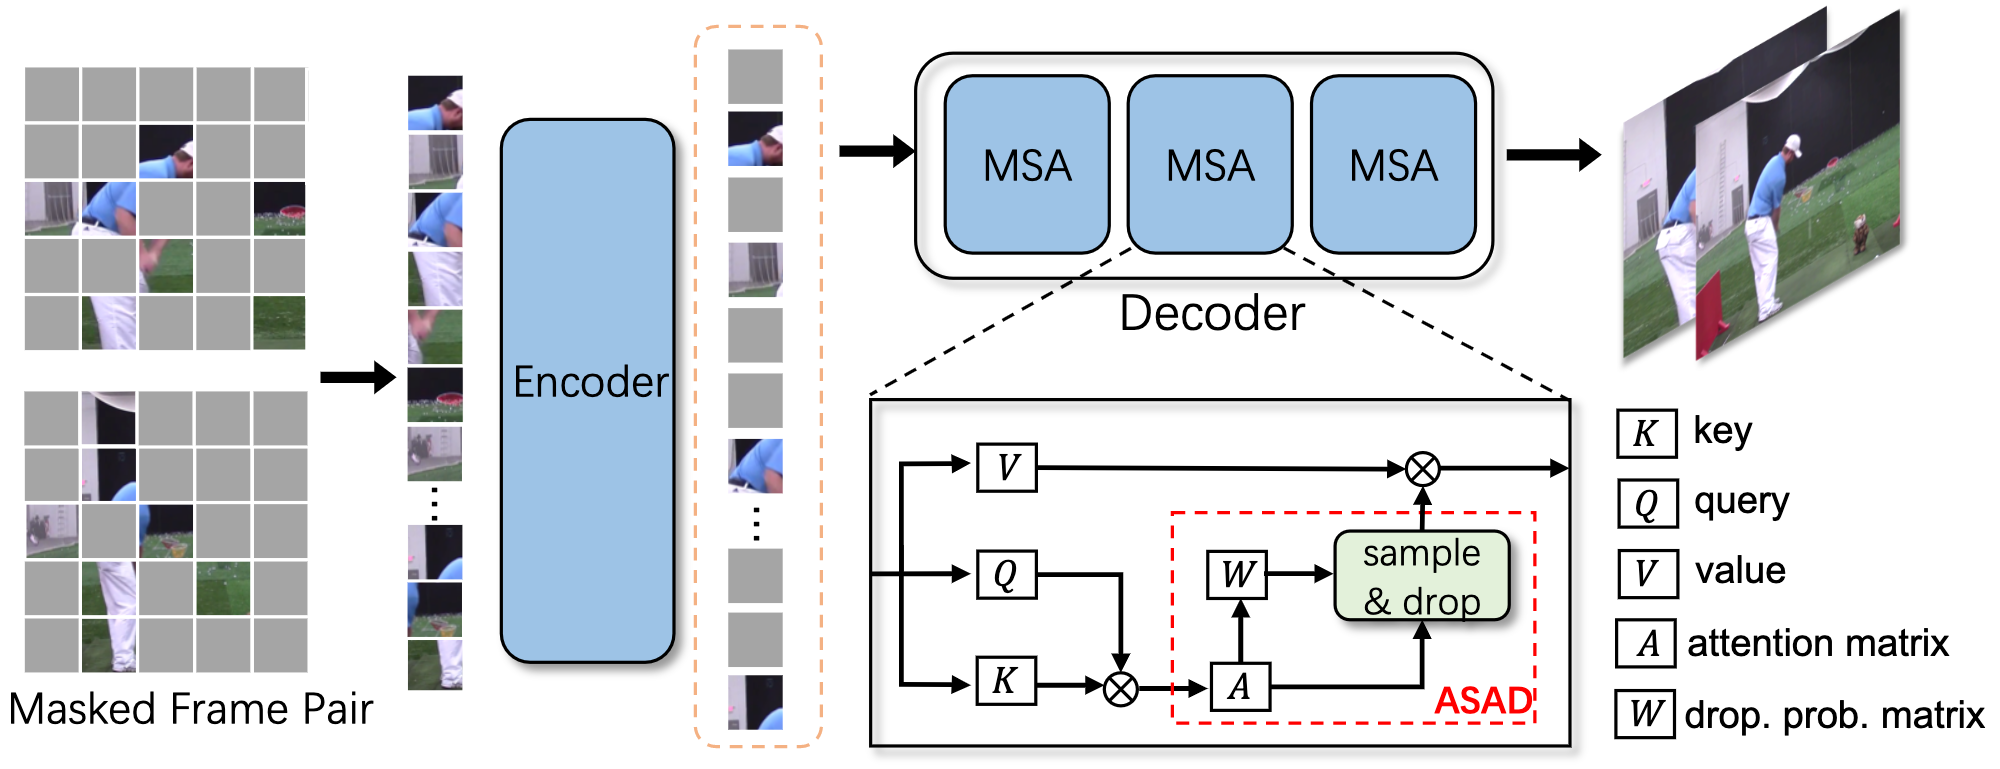 Masked Frame Pair
Encoder
MSA
MSA
MSA
Decoder
V
Q
K
A
W
sample
& drop
ASAD
K key
Q query
V value
A attention matrix
W drop. prob. matrix